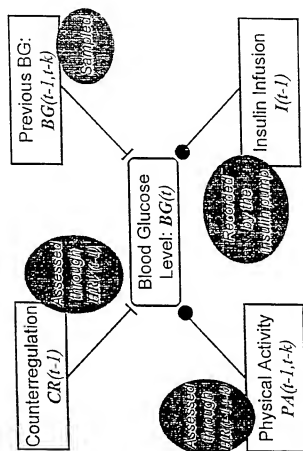 Counterregulation
CR(t-1)
Assessed
through
Previous BG:
BG(t-1,t-k)
Sampled
Blood Glucose
Level: BG(t)
Assessed
through
Physical Activity
PA(t-1,t-k)
Recorded
by the
insulin pump
Insulin Infusion
I(t-1)